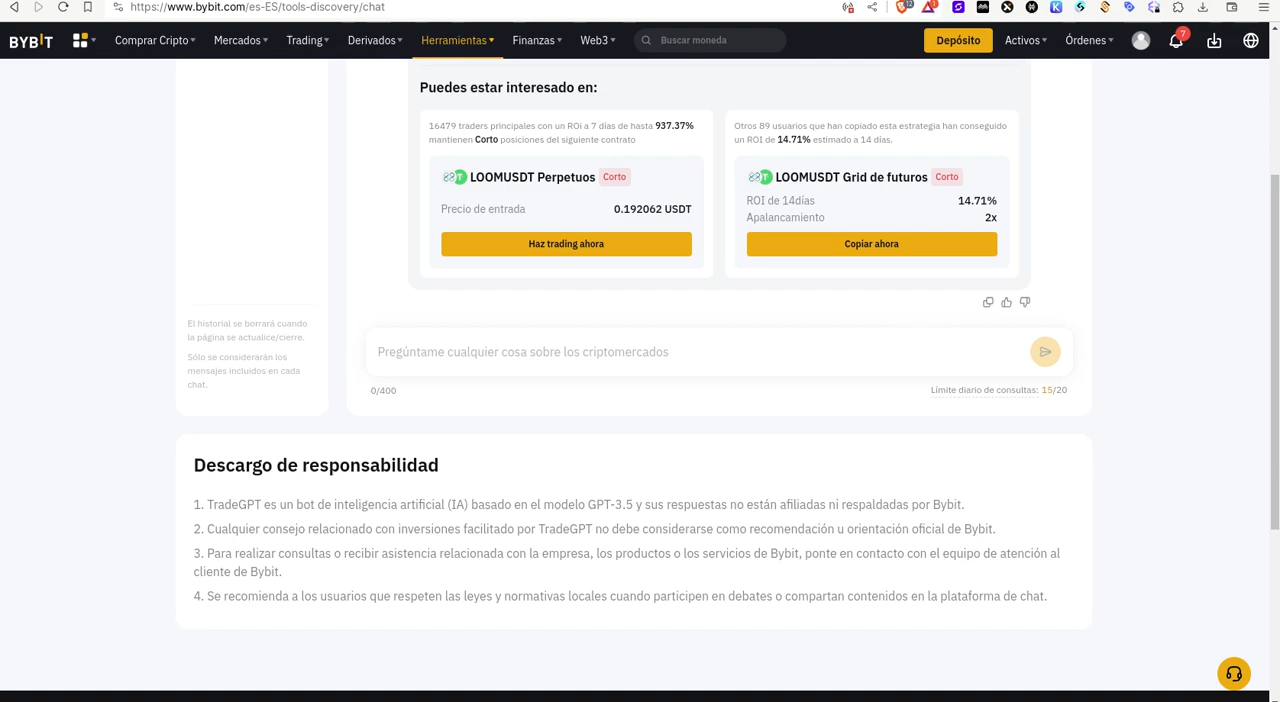 https://www.bybit.com/es-ES/tools-discovery/chat
BYBIT
Comprar Cripto
Mercados
Trading
Derivados
Herramientas
Finanzas
Web3
Buscar moneda
Depósito
Activos
Órdenes
7
Puedes estar interesado en:
16479 traders principales con un ROi a 7 días de hasta 937.37%
mantienen Corto posiciones del siguiente contrato
LOOMUSDT Perpetuos Corto
Precio de entrada 0.192062 USDT
Haz trading ahora
Otros 89 usuarios que han copiado esta estrategia han conseguido
un ROI de 14.71% estimado a 14 días.
LOOMUSDT Grid de futuros Corto
ROI de 14días 14.71%
Apalancamiento 2x
Copiar ahora
El historial se borrará cuando
la página se actualice/cierre.
Sólo se considerarán los
mensajes incluidos en cada
chat.
Pregúntame cualquier cosa sobre los criptomercados
0/400
Límite diario de consultas: 15/20
Descargo de responsabilidad
1. TradeGPT es un bot de inteligencia artificial (IA) basado en el modelo GPT-3.5 y sus respuestas no están afiliadas ni respaldadas por Bybit.
2. Cualquier consejo relacionado con inversiones facilitado por TradeGPT no debe considerarse como recomendación u orientación oficial de Bybit.
3. Para realizar consultas o recibir asistencia relacionada con la empresa, los productos o los servicios de Bybit, ponte en contacto con el equipo de atención al
cliente de Bybit.
4. Se recomienda a los usuarios que respeten las leyes y normativas locales cuando participen en debates o compartan contenidos en la plataforma de chat.